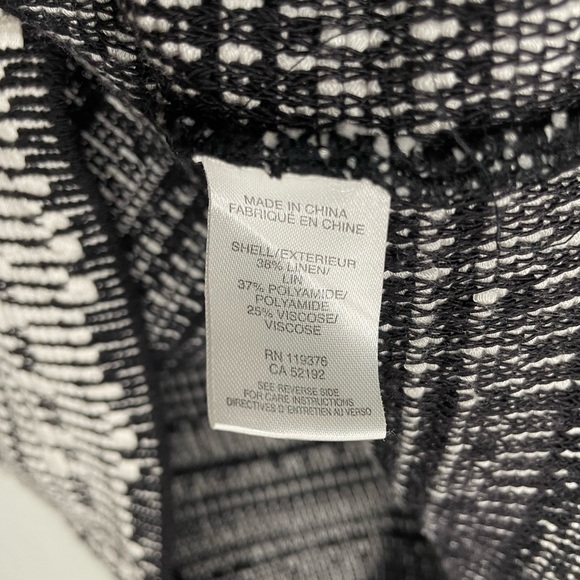 MADE IN CHINA
FABRIQUÉ EN CHINE
SHELL/EXTERIEUR
38% LINEN/
LIN
37% POLYAMIDE/
POLYAMIDE
25% VISCOSE/
VISCOSE
RN 119376
CA 52192
SEE REVERSE SIDE
FOR CARE INSTRUCTIONS
DIRECTIVES D'ENTRETIEN AU VERSO